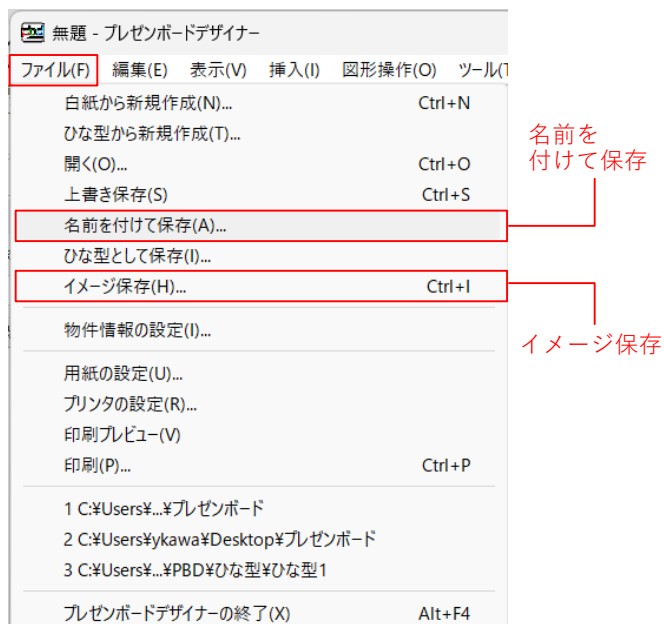 無題 - プレゼンボードデザイナー
ファイル(F) 編集(E) 表示(V) 挿入(I) 図形操作(O) ツール(T
白紙から新規作成(N)... Ctrl+N
ひな型から新規作成(T)...
開く(O)... Ctrl+O
上書き保存(S) Ctrl+S
名前を付けて保存(A)...
ひな型として保存(I)...
イメージ保存(H)... Ctrl+I
物件情報の設定(I)...
用紙の設定(U)...
プリンタの設定(R)...
印刷プレビュー(V)
印刷(P)... Ctrl+P
1 C:¥Users¥...¥プレゼンボード
2 C:¥Users¥ykawa¥Desktop¥プレゼンボード
3 C:¥Users¥...¥PBD¥ひな型¥ひな型1
プレゼンボードデザイナーの終了(X) Alt+F4
名前を
付けて保存
イメージ保存